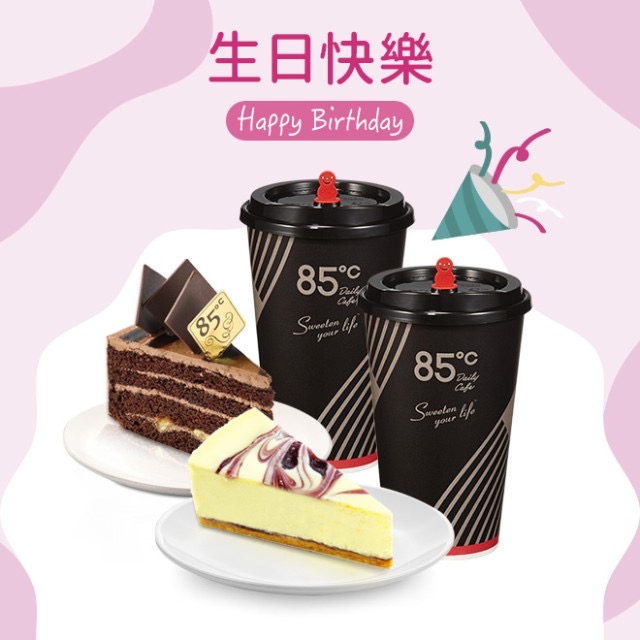 生日快樂
Happy Birthday
85°C
Daily
Cafe
Sweeten
your life
85°C
85°C
Daily
Cafe
Sweeten
your life